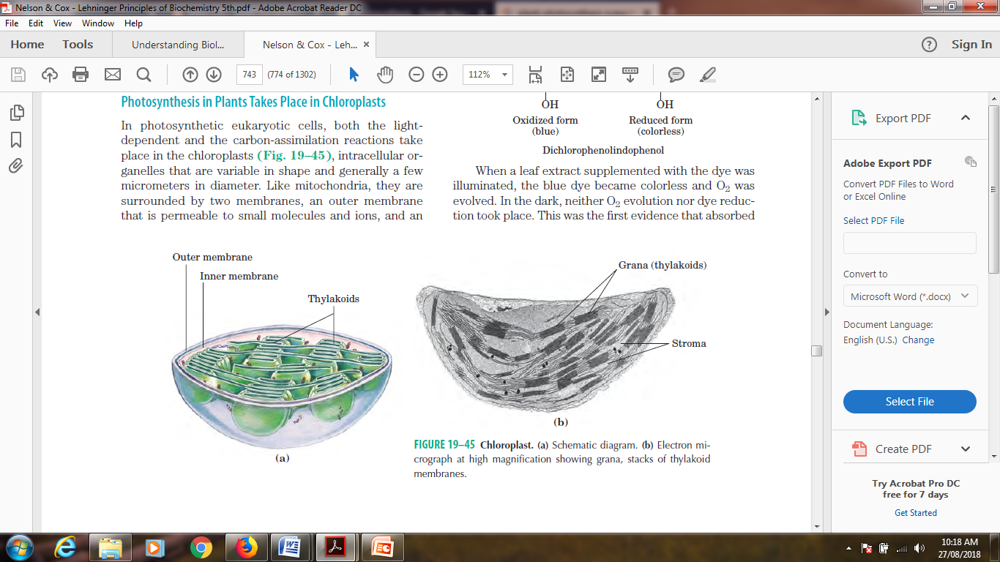 Nelson & Cox - Lehninger Principles of Biochemistry 5th.pdf - Adobe Acrobat Reader DC
File Edit View Window Help
Home Tools Understanding Biol... Nelson & Cox - Leh... × ? Sign In
743 (774 of 1302) 112%
Photosynthesis in Plants Takes Place in Chloroplasts
In photosynthetic eukaryotic cells, both the light-
dependent and the carbon-assimilation reactions take
place in the chloroplasts (Fig. 19–45), intracellular or-
ganelles that are variable in shape and generally a few
micrometers in diameter. Like mitochondria, they are
surrounded by two membranes, an outer membrane
that is permeable to small molecules and ions, and an
OH OH
Oxidized form Reduced form
(blue) (colorless)
Dichlorophenolindophenol
When a leaf extract supplemented with the dye was
illuminated, the blue dye became colorless and O₂ was
evolved. In the dark, neither O₂ evolution nor dye reduc-
tion took place. This was the first evidence that absorbed
Outer membrane
Inner membrane
Thylakoids
(a)
Grana (thylakoids)
Stroma
(b)
FIGURE 19–45 Chloroplast. (a) Schematic diagram. (b) Electron mi-
crograph at high magnification showing grana, stacks of thylakoid
membranes.
Export PDF
Adobe Export PDF
Convert PDF Files to Word
or Excel Online
Select PDF File
Convert to
Microsoft Word (*.docx)
Document Language:
English (U.S.) Change
Select File
Create PDF
Try Acrobat Pro DC
free for 7 days
Get Started
10:18 AM
27/08/2018